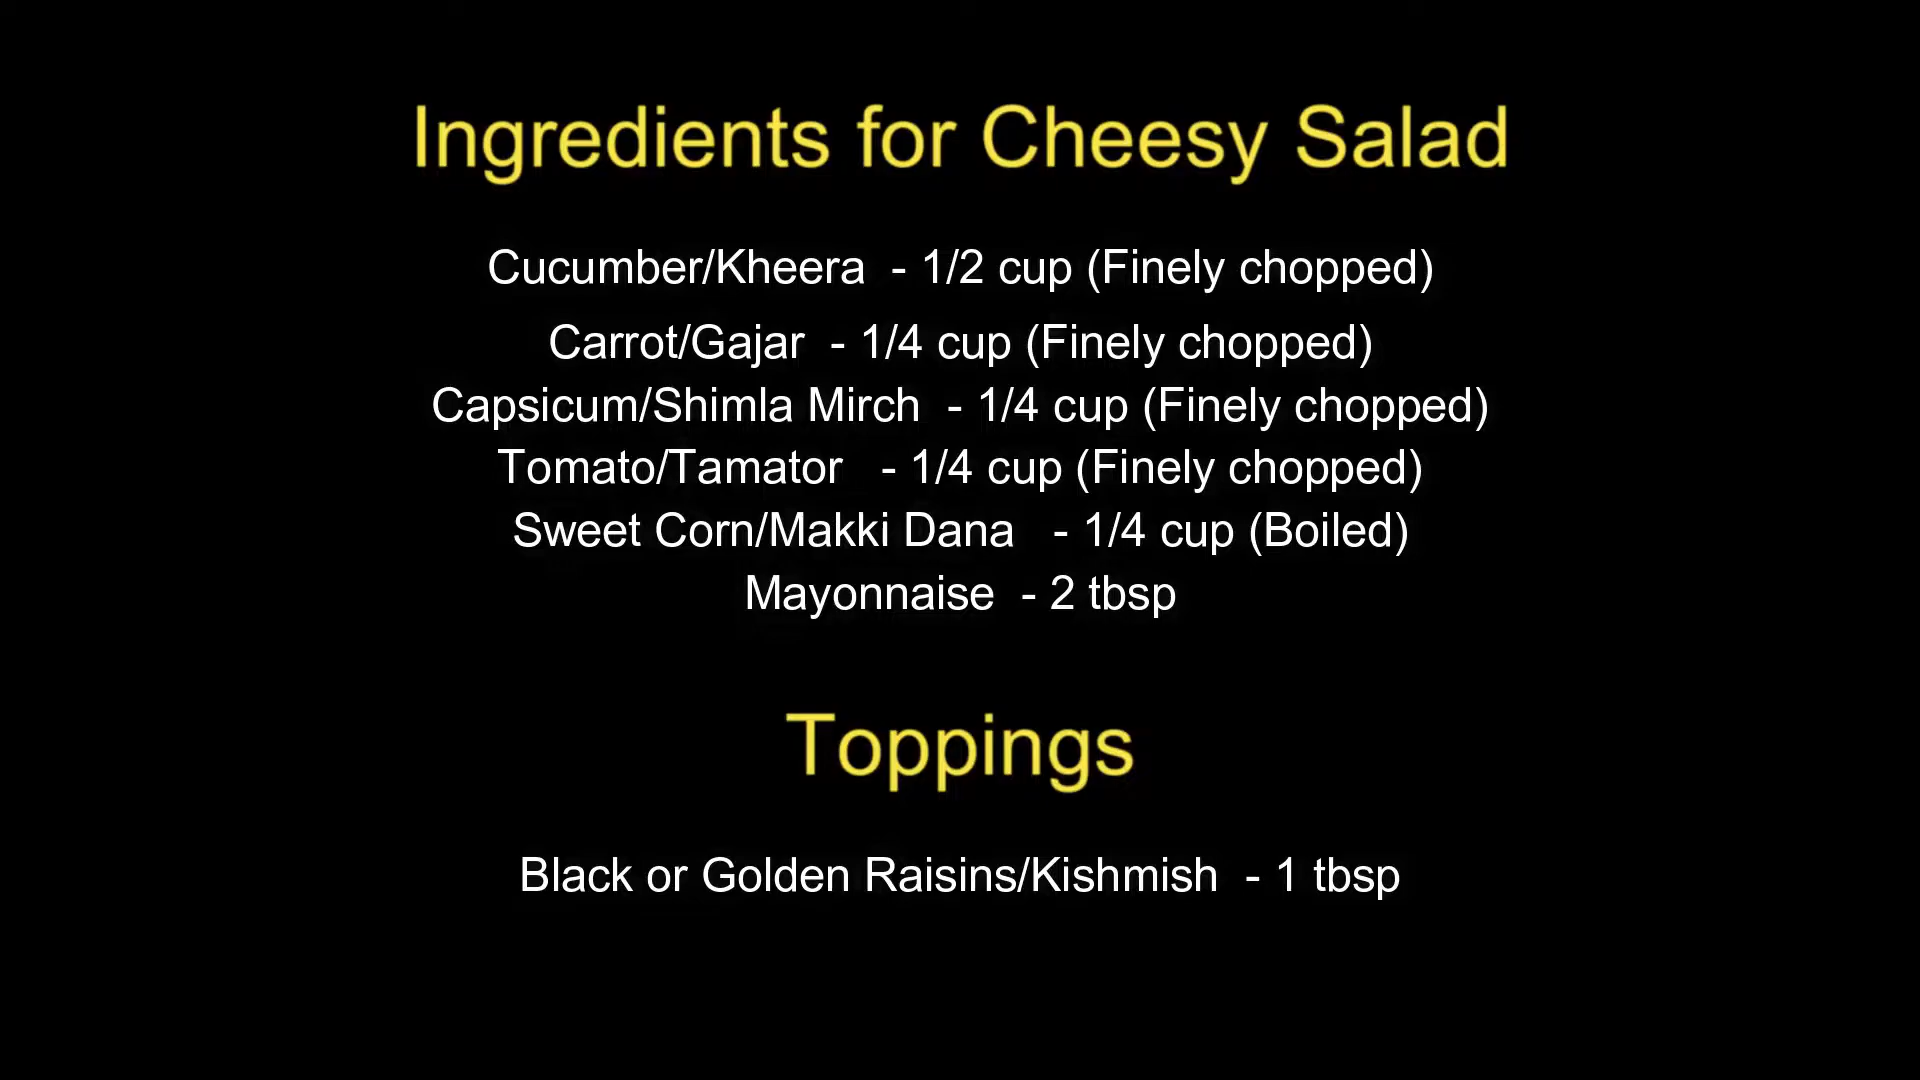 Ingredients for Cheesy Salad
Cucumber/Kheera - 1/2 cup (Finely chopped)
Carrot/Gajar - 1/4 cup (Finely chopped)
Capsicum/Shimla Mirch - 1/4 cup (Finely chopped)
Tomato/Tamator - 1/4 cup (Finely chopped)
Sweet Corn/Makki Dana - 1/4 cup (Boiled)
Mayonnaise - 2 tbsp
Toppings
Black or Golden Raisins/Kishmish - 1 tbsp